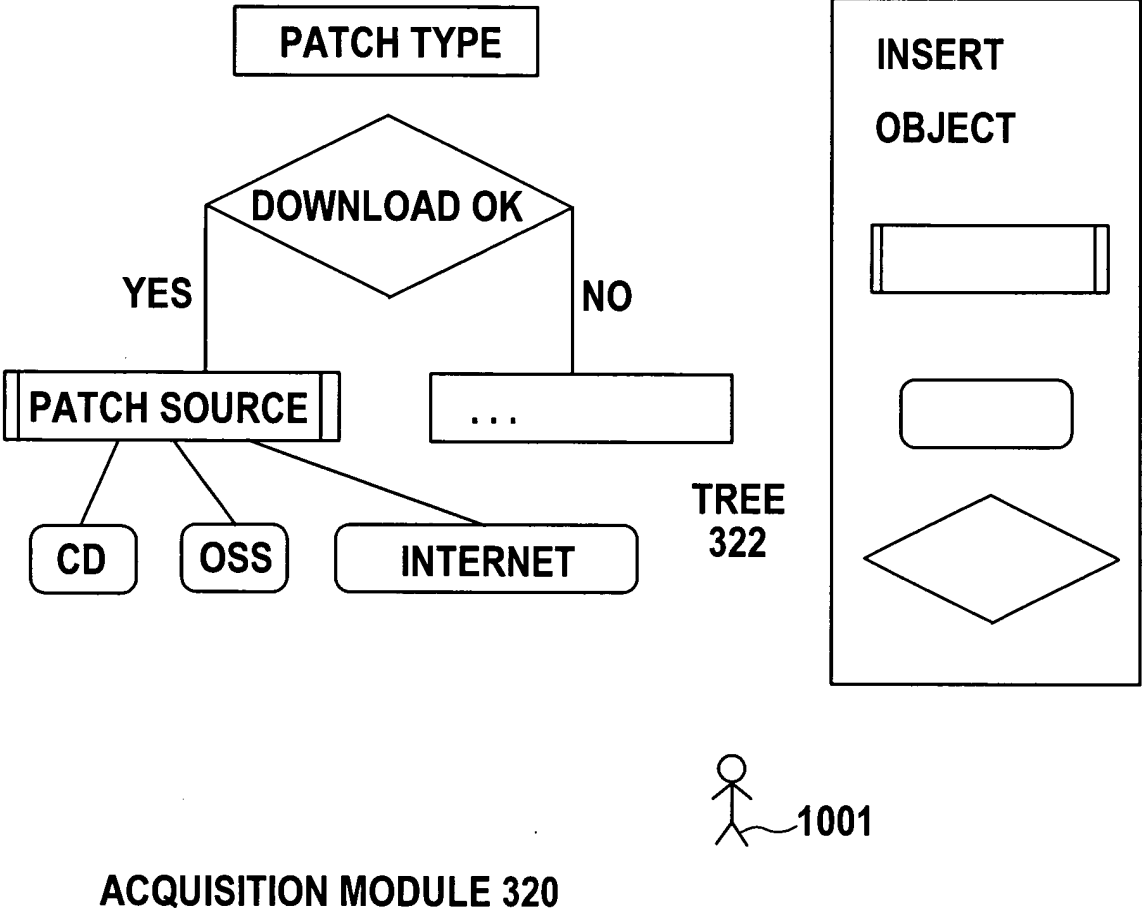 PATCH TYPE
INSERT
OBJECT
DOWNLOAD OK
YES
NO
PATCH SOURCE
...
TREE
322
CD
OSS
INTERNET
1001
ACQUISITION MODULE 320